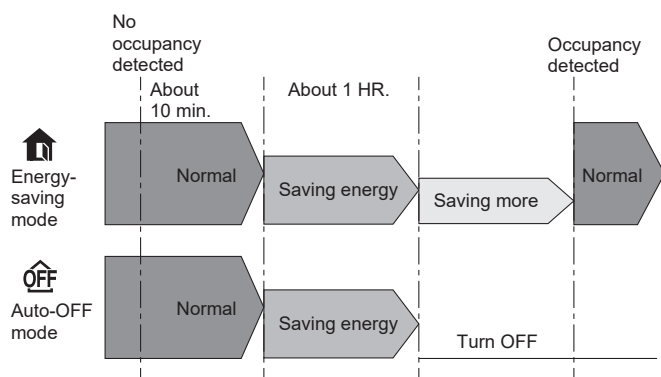 No
occupancy
detected
Occupancy
detected
About
10 min.
About 1 HR.
Energy-
saving
mode
Normal
Saving energy
Saving more
Normal
OFF
Auto-OFF
mode
Normal
Saving energy
Turn OFF